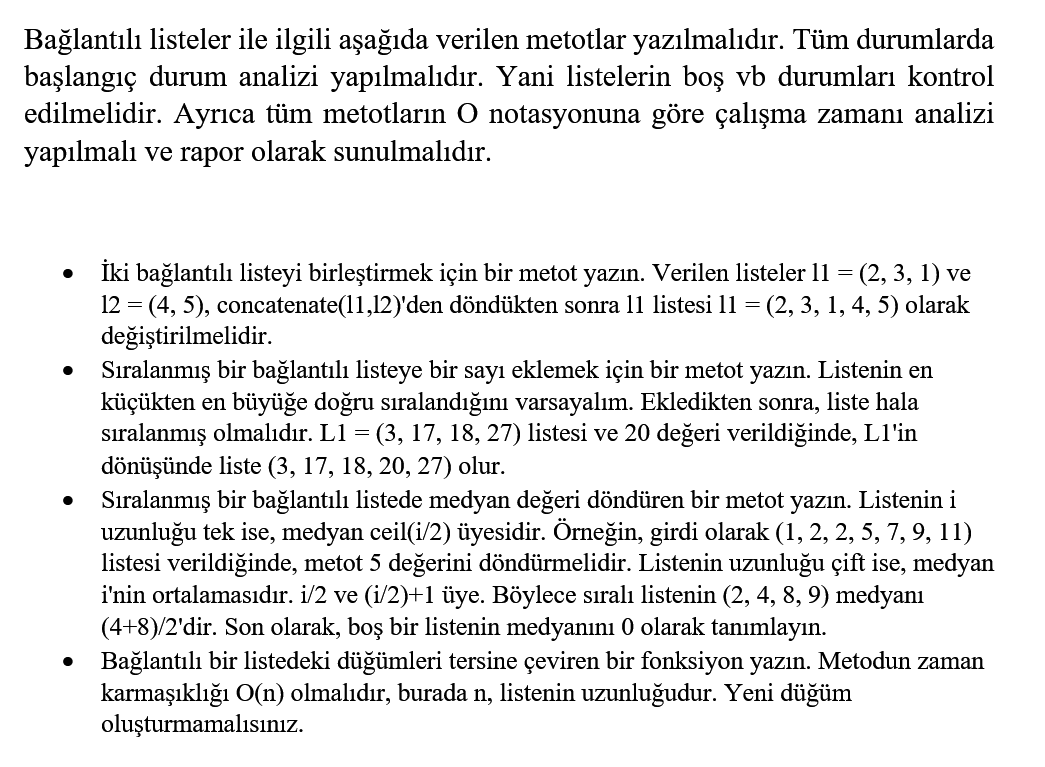 Bağlantılı listeler ile ilgili aşağıda verilen metotlar yazılmalıdır. Tüm durumlarda
başlangıç durum analizi yapılmalıdır. Yani listelerin boş vb durumları kontrol
edilmelidir. Ayrıca tüm metotların O notasyonuna göre çalışma zamanı analizi
yapılmalı ve rapor olarak sunulmalıdır.
• İki bağlantılı listeyi birleştirmek için bir metot yazın. Verilen listeler l1 = (2, 3, 1) ve
l2 = (4, 5), concatenate(l1,l2)'den döndükten sonra l1 listesi l1 = (2, 3, 1, 4, 5) olarak
değiştirilmelidir.
• Sıralanmış bir bağlantılı listeye bir sayı eklemek için bir metot yazın. Listenin en
küçükten en büyüğe doğru sıralandığını varsayalım. Ekledikten sonra, liste hala
sıralanmış olmalıdır. L1 = (3, 17, 18, 27) listesi ve 20 değeri verildiğinde, L1'in
dönüşünde liste (3, 17, 18, 20, 27) olur.
• Sıralanmış bir bağlantılı listede medyan değeri döndüren bir metot yazın. Listenin i
uzunluğu tek ise, medyan ceil(i/2) üyesidir. Örneğin, girdi olarak (1, 2, 2, 5, 7, 9, 11)
listesi verildiğinde, metot 5 değerini döndürmelidir. Listenin uzunluğu çift ise, medyan
i'nin ortalamasıdır. i/2 ve (i/2)+1 üye. Böylece sıralı listenin (2, 4, 8, 9) medyanı
(4+8)/2'dir. Son olarak, boş bir listenin medyanını 0 olarak tanımlayın.
• Bağlantılı bir listedeki düğümleri tersine çeviren bir fonksiyon yazın. Metodun zaman
karmaşıklığı O(n) olmalıdır, burada n, listenin uzunluğudur. Yeni düğüm
oluşturmamalısınız.